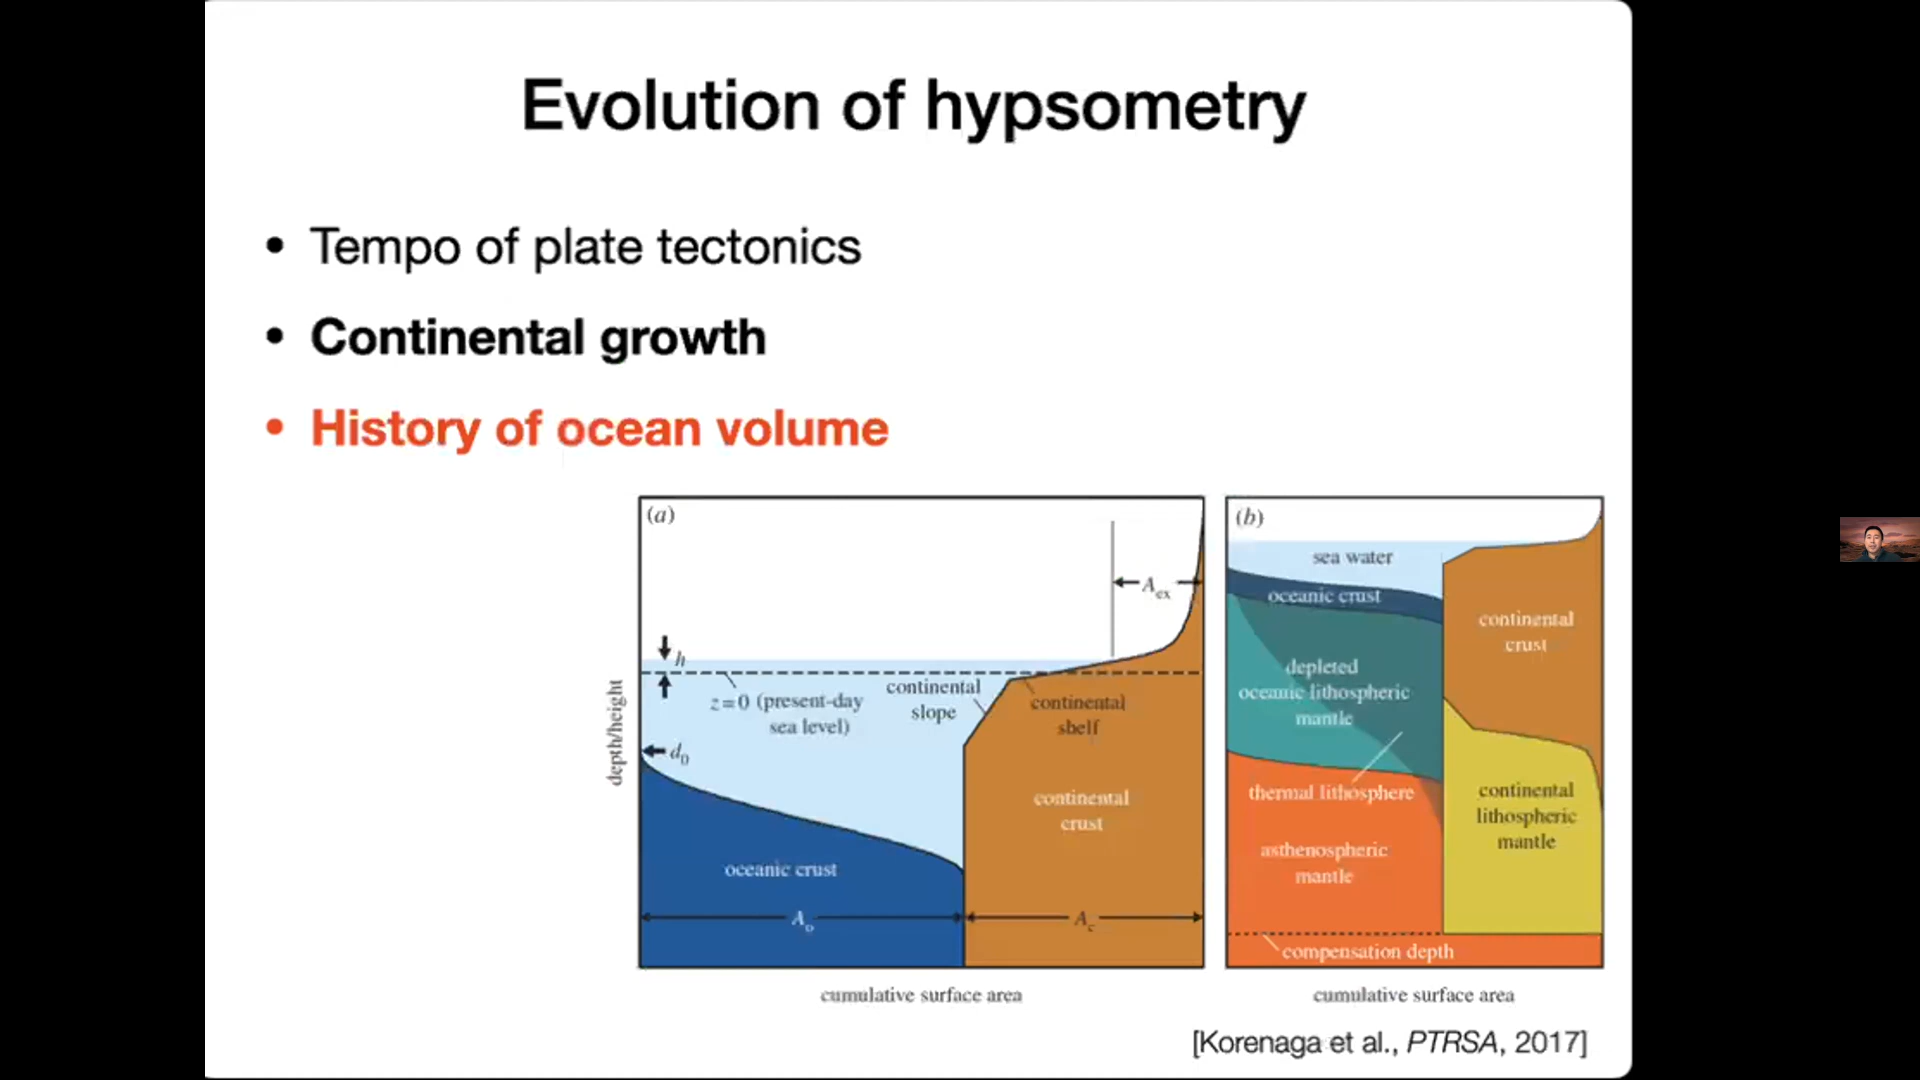 Evolution of hypsometry
• Tempo of plate tectonics
• Continental growth
• History of ocean volume
(a)
A_ex
h
z = 0 (present-day
sea level)
continental
slope
continental
shelf
d_0
continental
crust
oceanic crust
A_o
A_c
depth/height
cumulative surface area
(b)
sea water
oceanic crust
continental
crust
depleted
oceanic lithospheric
mantle
thermal lithosphere
continental
lithospheric
mantle
asthenospheric
mantle
compensation depth
cumulative surface area
[Korenaga et al., PTRSA, 2017]